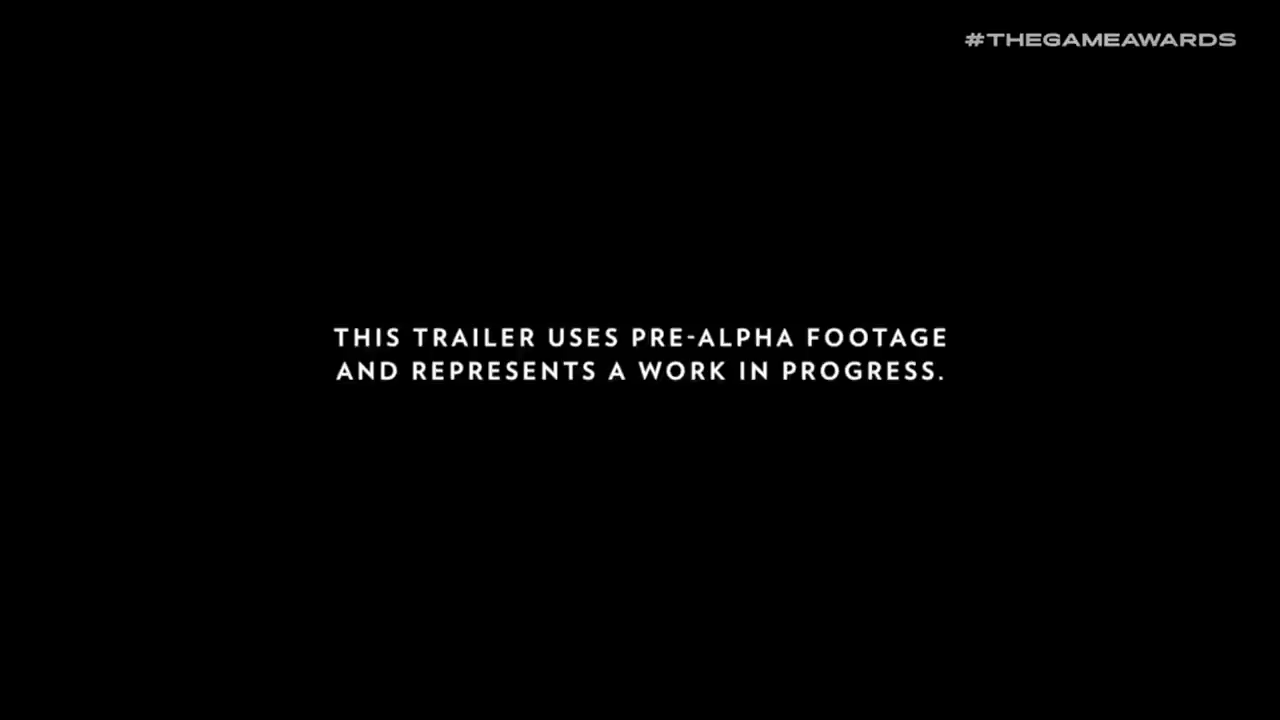 #THEGAMEAWARDS
THIS TRAILER USES PRE-ALPHA FOOTAGE
AND REPRESENTS A WORK IN PROGRESS.